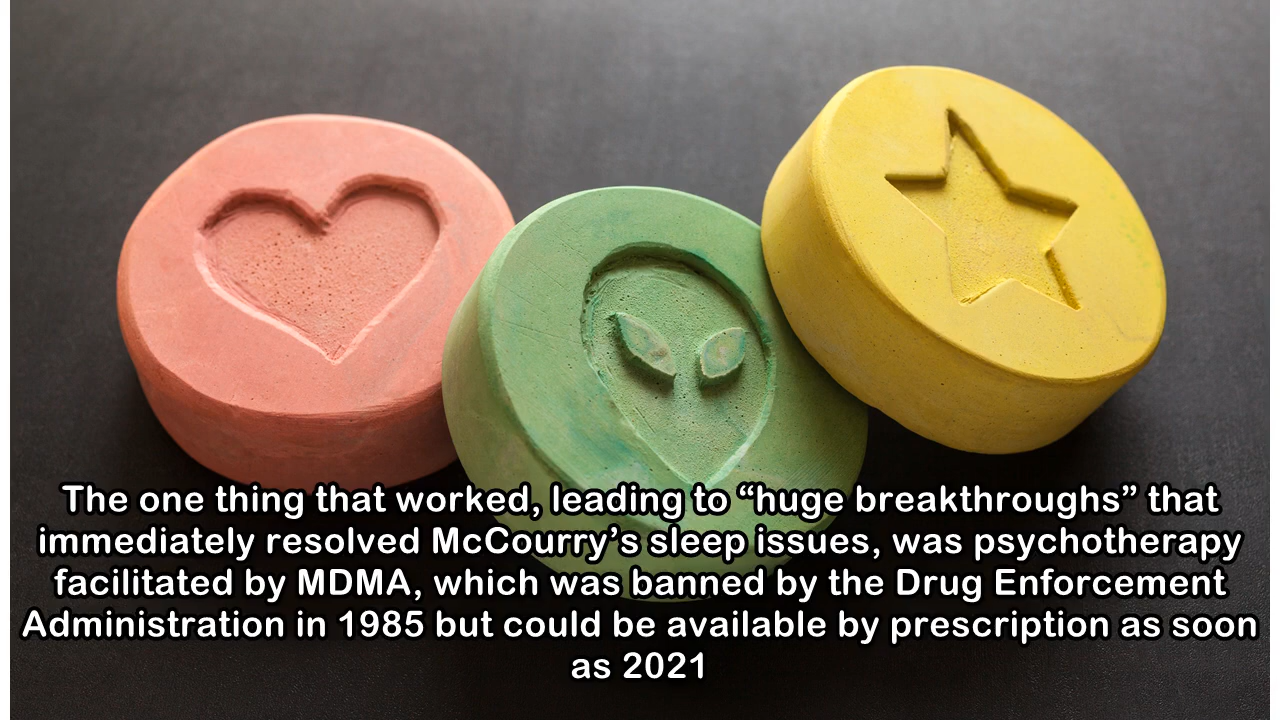 The one thing that worked, leading to “huge breakthroughs” that
immediately resolved McCourry’s sleep issues, was psychotherapy
facilitated by MDMA, which was banned by the Drug Enforcement
Administration in 1985 but could be available by prescription as soon
as 2021